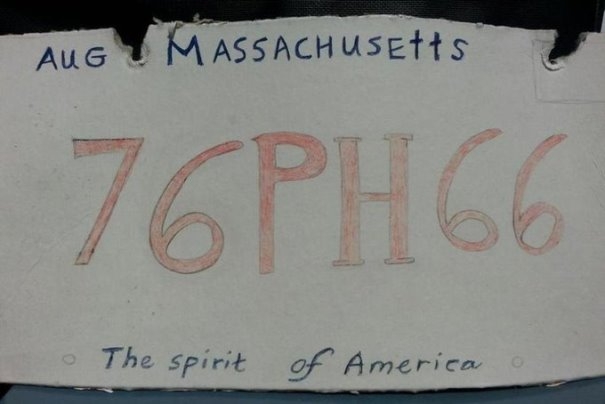 AUG MASSACHUSEttS
76PH66
The spirit of America